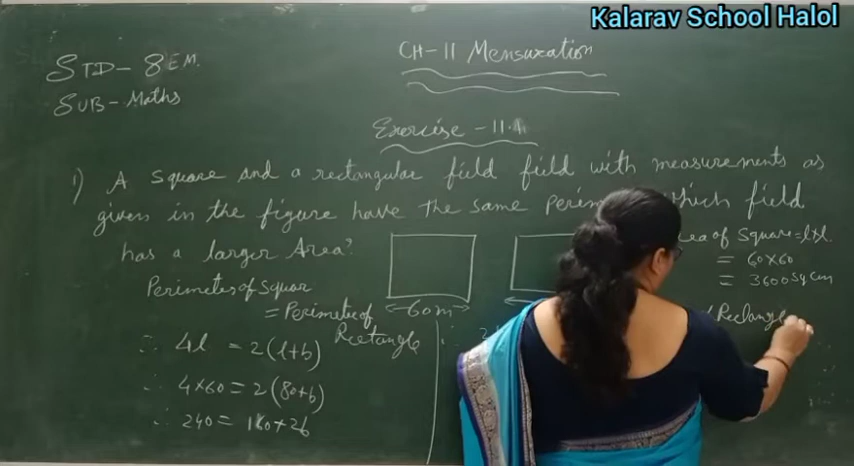 Kalarav School Halol
STD- 8 EM.
SUB- Maths
CH-11 Mensuration
Exercise - 11.1
1) A square and a rectangular field field with measurements as
given in the figure have the same which field
has a larger Area?
Perimeter of Squar
= Perimeter of
Rectangle
∴ 4l = 2(l+b)
∴ 4×60 = 2(80+b)
∴ 240 = 160+2b
60m
∴
of Square = l×l.
= 60×60
= 3600 sq cm
Rectangle